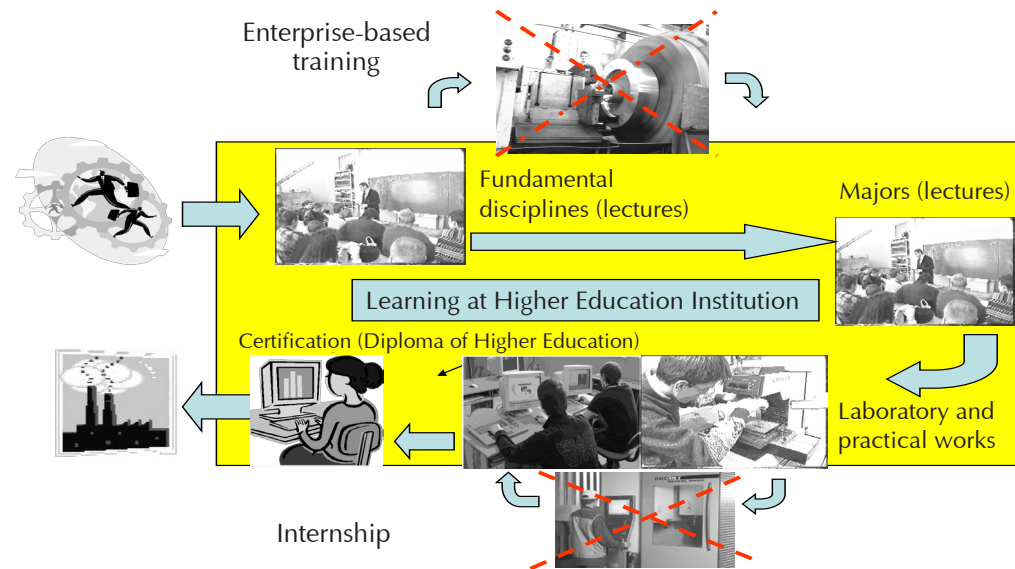 Enterprise-based
training
Fundamental
disciplines (lectures)
Majors (lectures)
Learning at Higher Education Institution
Certification (Diploma of Higher Education)
Laboratory and
practical works
Internship